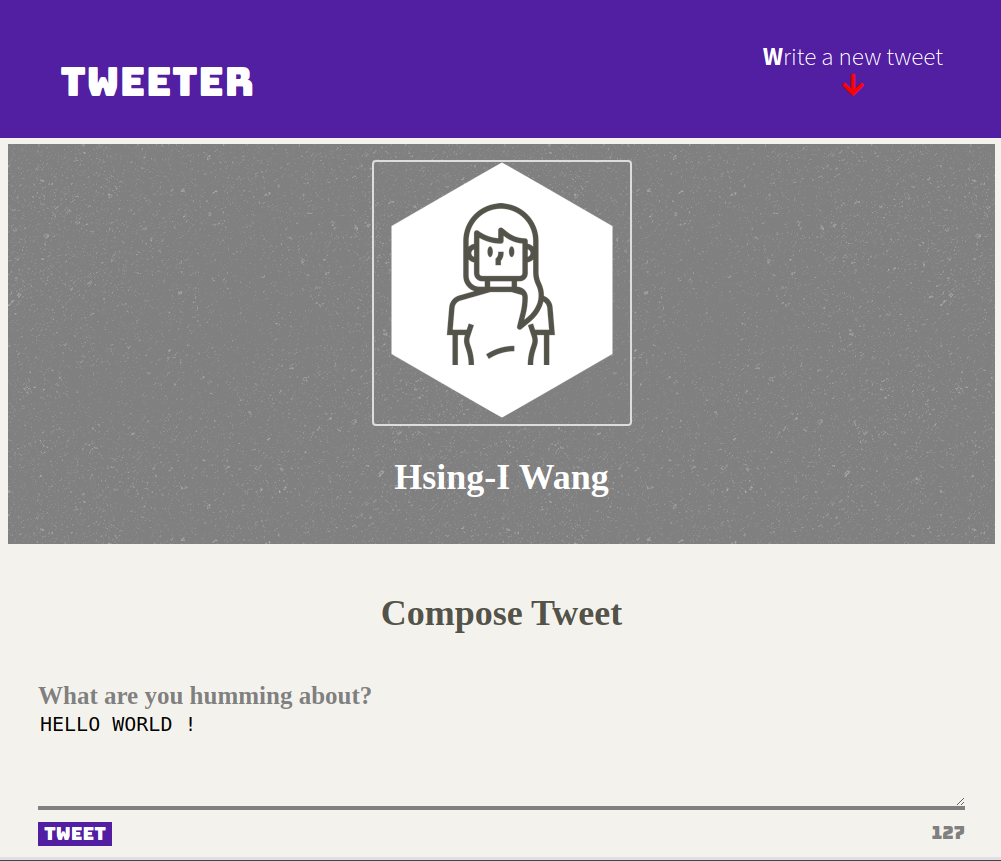 TWEETER
Write a new tweet
Hsing-I Wang
Compose Tweet
What are you humming about?
HELLO WORLD !
TWEET
127